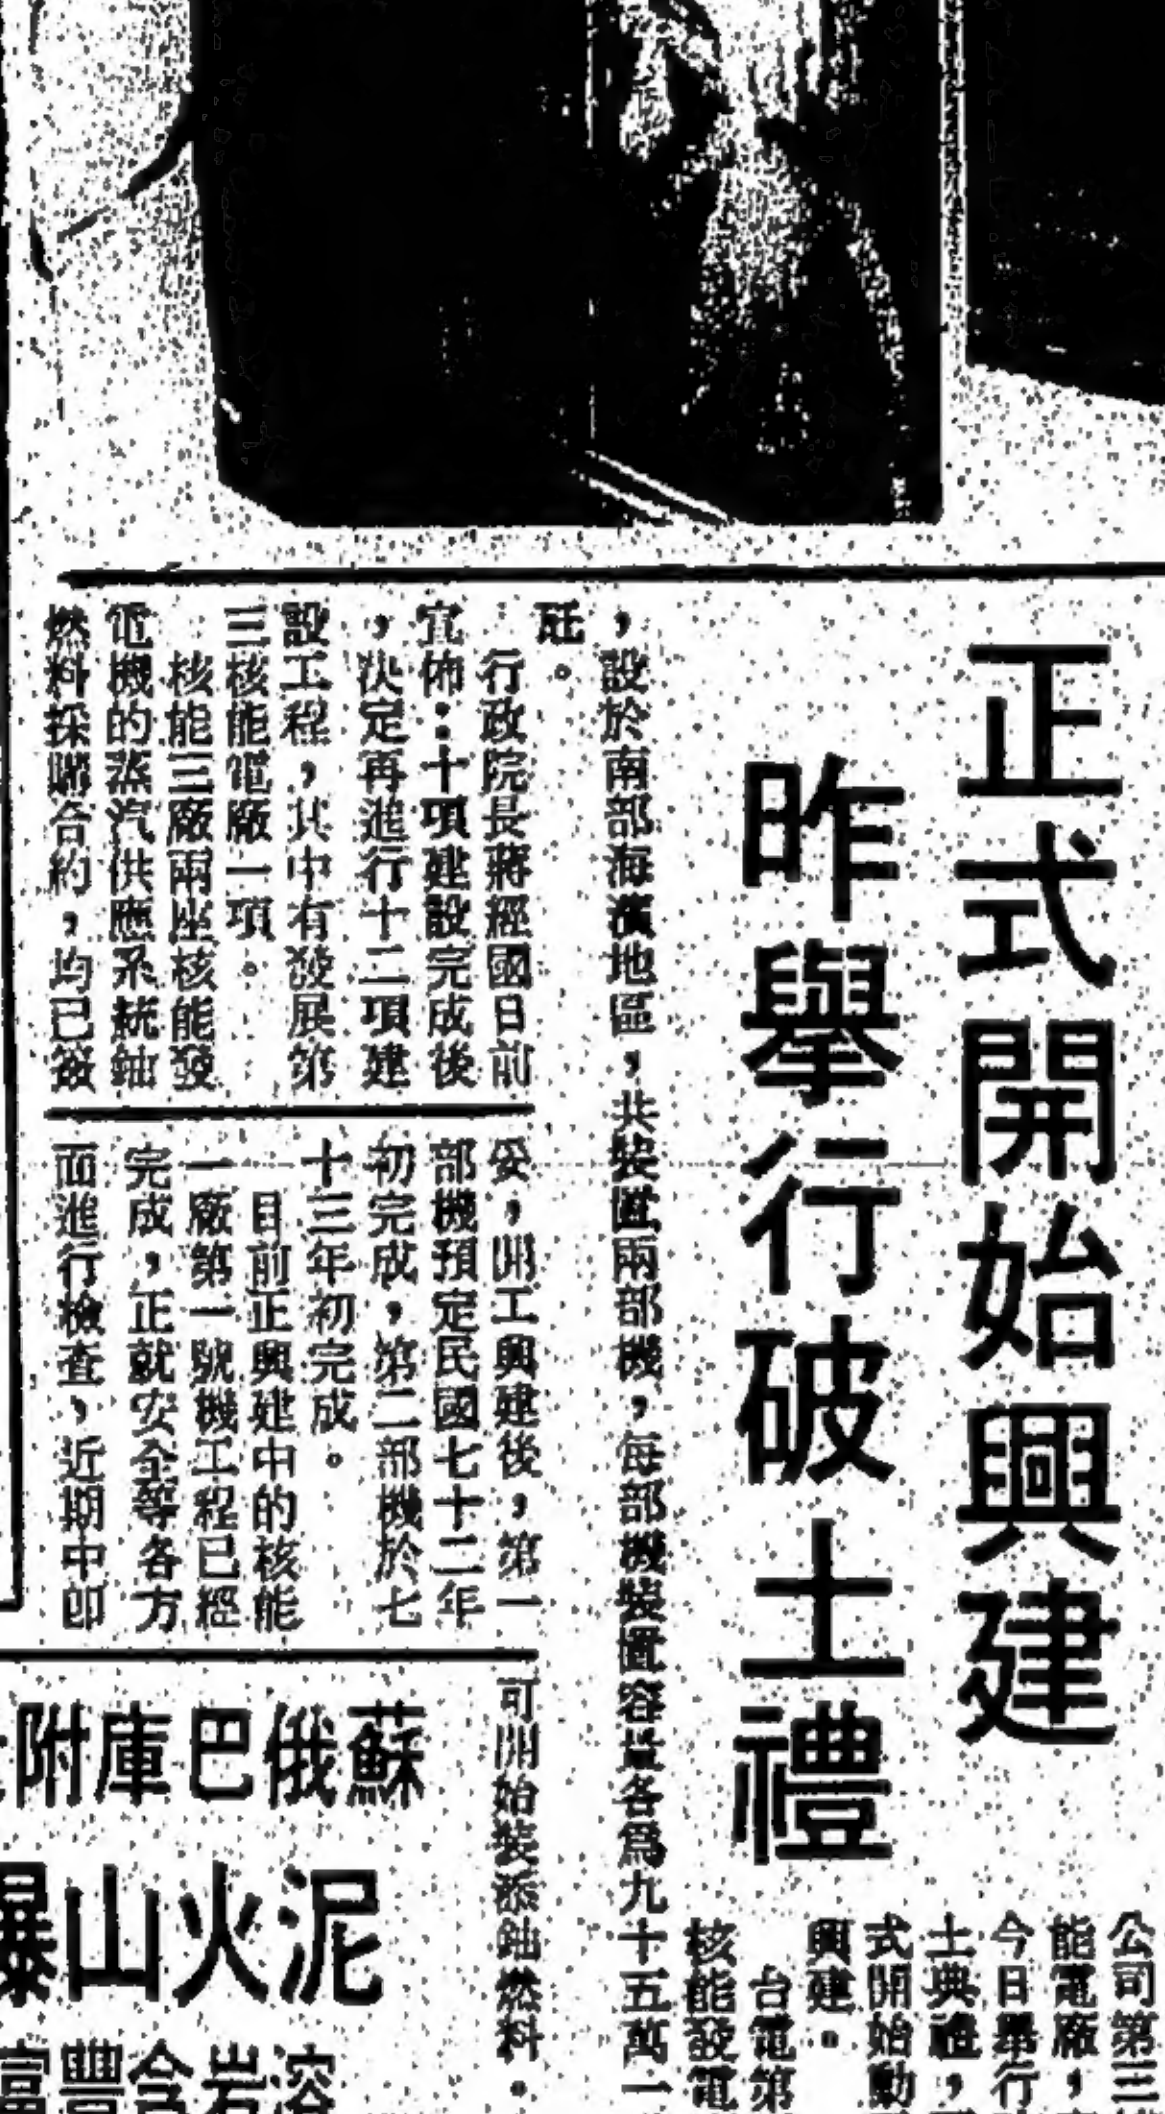 正式開始興建
昨舉行破土禮
公司第三
能電廠，
今日舉行
土典禮，
式開始動
興建。
台電第
核能發電
，設於南部海濱地區，共裝置兩部機，每部機裝置容量各爲九十五萬一
瓩。
行政院長蔣經國日前
宣佈：十項建設完成後
，決定再進行十二項建
設工程，其中有發展第
三核能電廠一項。
核能三廠兩座核能發
電機的蒸汽供應系統鈾
燃料採購合約，均已簽
妥，開工興建後，第一
部機預定民國七十二年
初完成，第二部機於七
十三年初完成。
目前正興建中的核能
一廠第一號機工程已經
完成，正就安全等各方
面進行檢查，近期中卽
可開始裝添鈾燃料。
蘇俄巴庫附
泥火山爆
溶岩含豐富